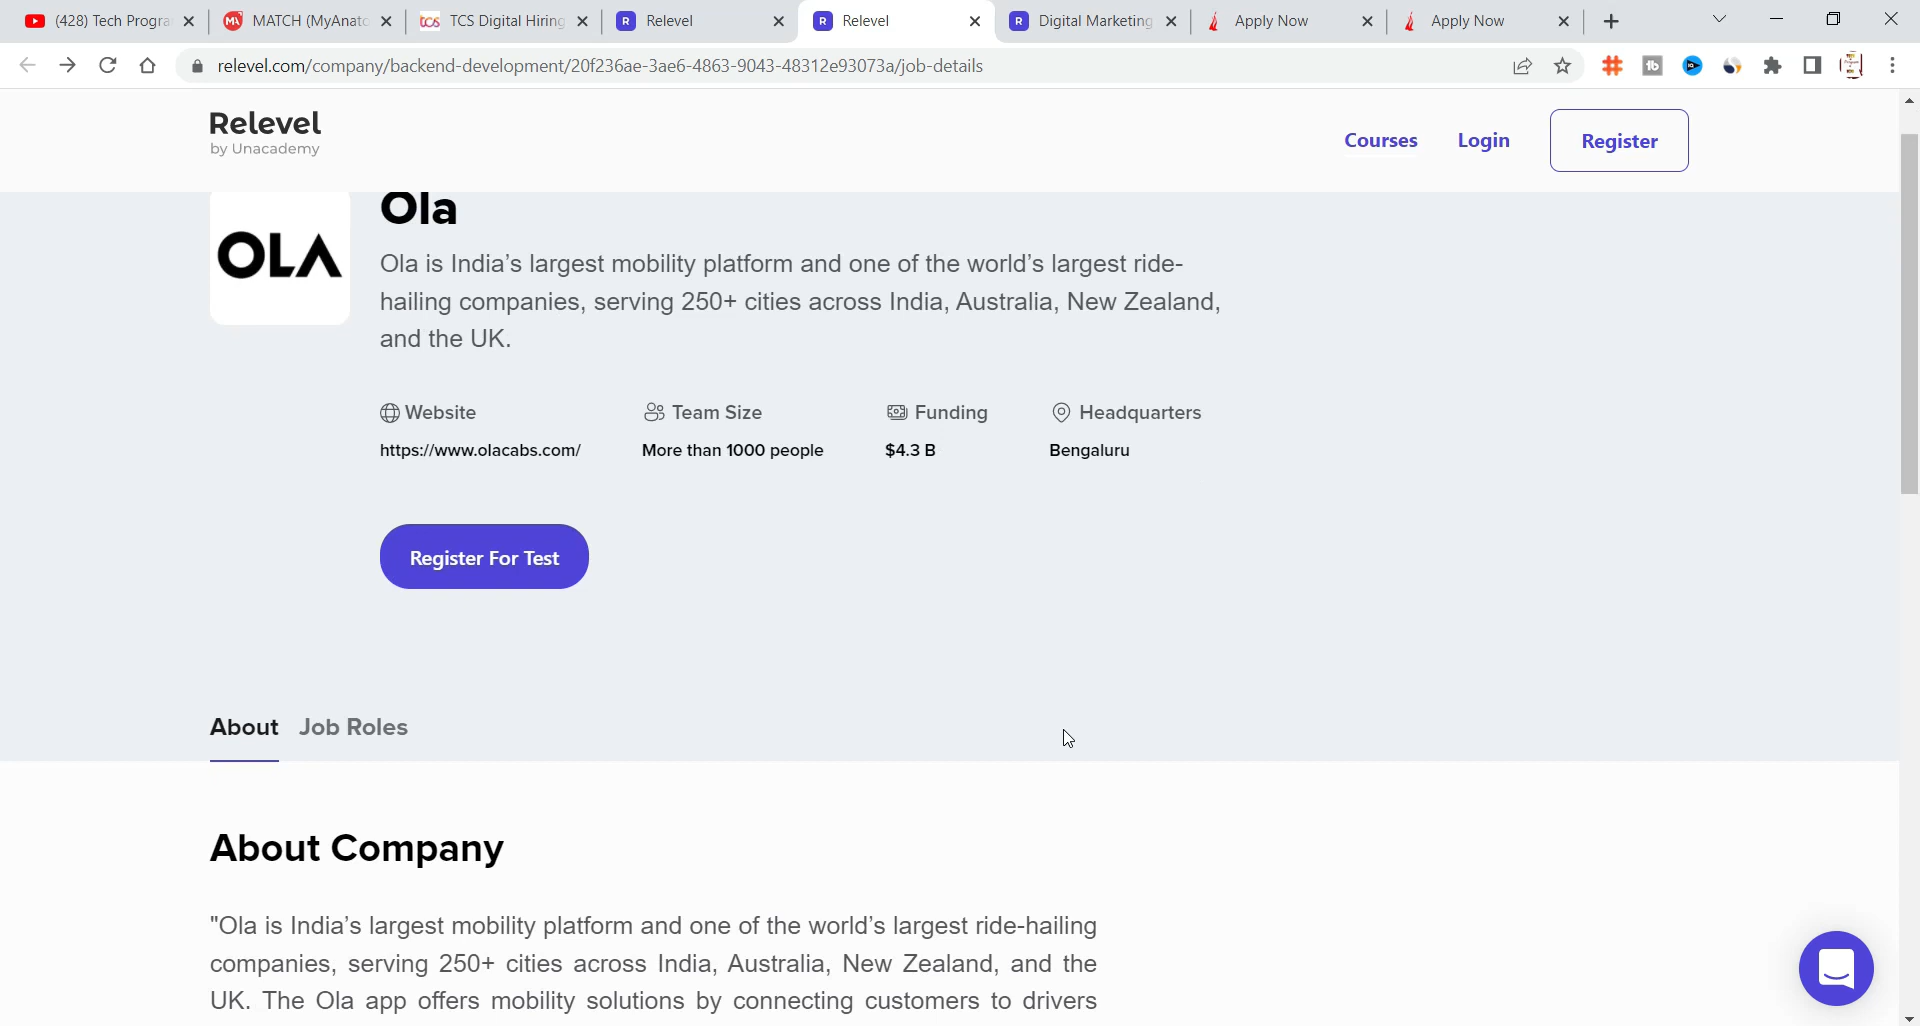 (428) Tech Progra
MATCH (MyAnato
tcs TCS Digital Hiring
R Relevel
R Relevel
R Digital Marketing
Apply Now
Apply Now
relevel.com/company/backend-development/20f236ae-3ae6-4863-9043-48312e93073a/job-details
Relevel
by Unacademy
Courses
Login
Register
OLA
Ola
Ola is India’s largest mobility platform and one of the world’s largest ride-
hailing companies, serving 250+ cities across India, Australia, New Zealand,
and the UK.
Website
https://www.olacabs.com/
Team Size
More than 1000 people
Funding
$4.3 B
Headquarters
Bengaluru
Register For Test
About Job Roles
About Company
"Ola is India’s largest mobility platform and one of the world’s largest ride-hailing
companies, serving 250+ cities across India, Australia, New Zealand, and the
UK. The Ola app offers mobility solutions by connecting customers to drivers